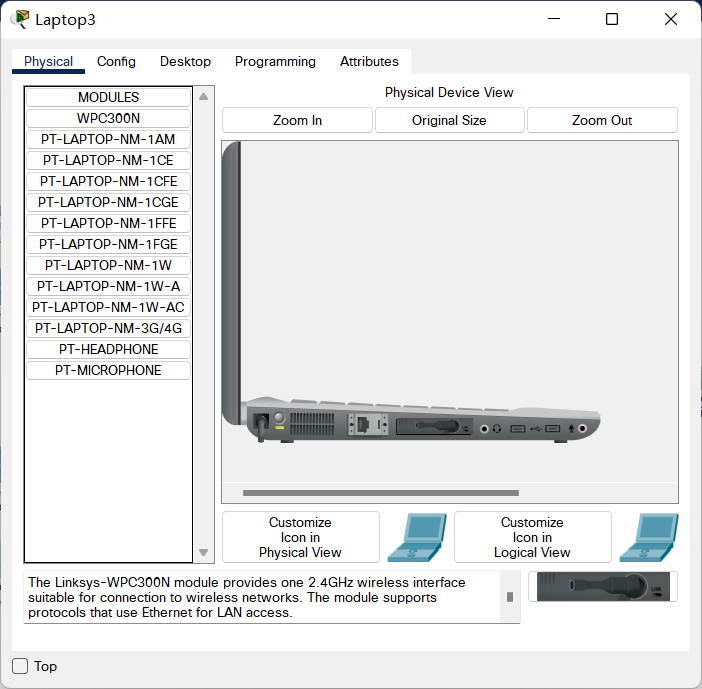 Laptop3
Physical
Config
Desktop
Programming
Attributes
MODULES
WPC300N
PT-LAPTOP-NM-1AM
PT-LAPTOP-NM-1CE
PT-LAPTOP-NM-1CFE
PT-LAPTOP-NM-1CGE
PT-LAPTOP-NM-1FFE
PT-LAPTOP-NM-1FGE
PT-LAPTOP-NM-1W
PT-LAPTOP-NM-1W-A
PT-LAPTOP-NM-1W-AC
PT-LAPTOP-NM-3G/4G
PT-HEADPHONE
PT-MICROPHONE
Physical Device View
Zoom In
Original Size
Zoom Out
Customize
Icon in
Physical View
Customize
Icon in
Logical View
The Linksys-WPC300N module provides one 2.4GHz wireless interface
suitable for connection to wireless networks. The module supports
protocols that use Ethernet for LAN access.
LINK
Top